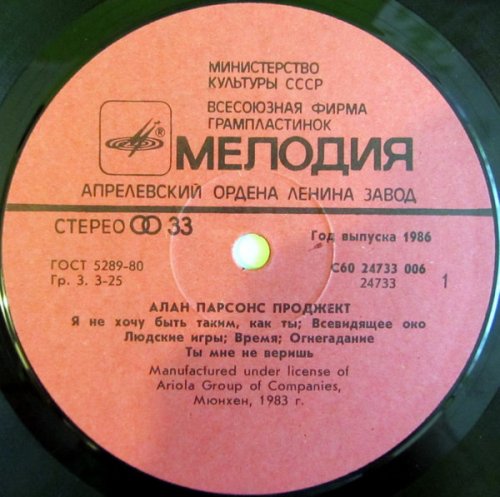 МИНИСТЕРСТВО
КУЛЬТУРЫ СССР
ВСЕСОЮЗНАЯ ФИРМА
ГРАМПЛАСТИНОК
МЕЛОДИЯ
АПРЕЛЕВСКИЙ ОРДЕНА ЛЕНИНА ЗАВОД
СТЕРЕО 33
Год выпуска 1986
ГОСТ 5289-80
Гр. 3. 3-25
С60 24733 006
24733
1
АЛАН ПАРСОНС ПРОДЖЕКТ
Я не хочу быть таким, как ты; Всевидящее око
Людские игры; Время; Огнегадание
Ты мне не веришь
Manufactured under license of
Ariola Group of Companies,
Мюнхен, 1983 г.